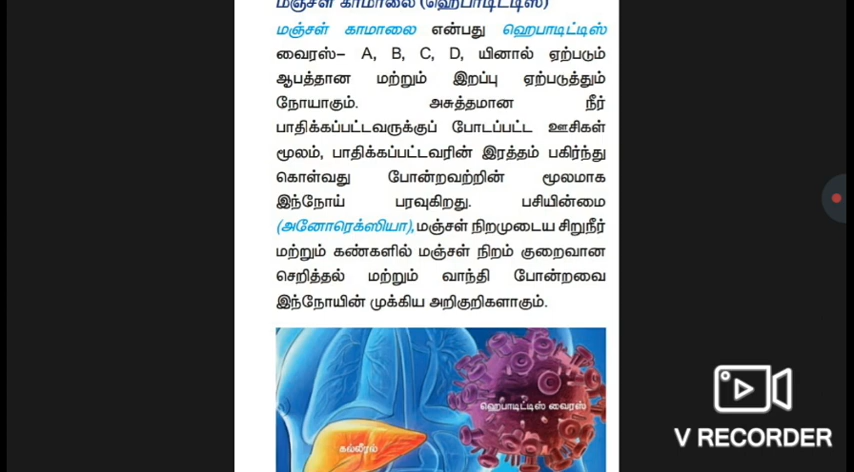 மஞ்சள் காமாலை (ஹெபாடிட்டிஸ்)
மஞ்சள் காமாலை என்பது ஹெபாடிட்டிஸ்
வைரஸ்– A, B, C, D, யினால் ஏற்படும்
ஆபத்தான மற்றும் இறப்பு ஏற்படுத்தும்
நோயாகும். அசுத்தமான நீர்
பாதிக்கப்பட்டவருக்குப் போடப்பட்ட ஊசிகள்
மூலம், பாதிக்கப்பட்டவரின் இரத்தம் பகிர்ந்து
கொள்வது போன்றவற்றின் மூலமாக
இந்நோய் பரவுகிறது. பசியின்மை
(அனோரெக்ஸியா), மஞ்சள் நிறமுடைய சிறுநீர்
மற்றும் கண்களில் மஞ்சள் நிறம் குறைவான
செறித்தல் மற்றும் வாந்தி போன்றவை
இந்நோயின் முக்கிய அறிகுறிகளாகும்.
ஹெபாடிட்டிஸ் வைரஸ்
கல்லீரல்
V RECORDER